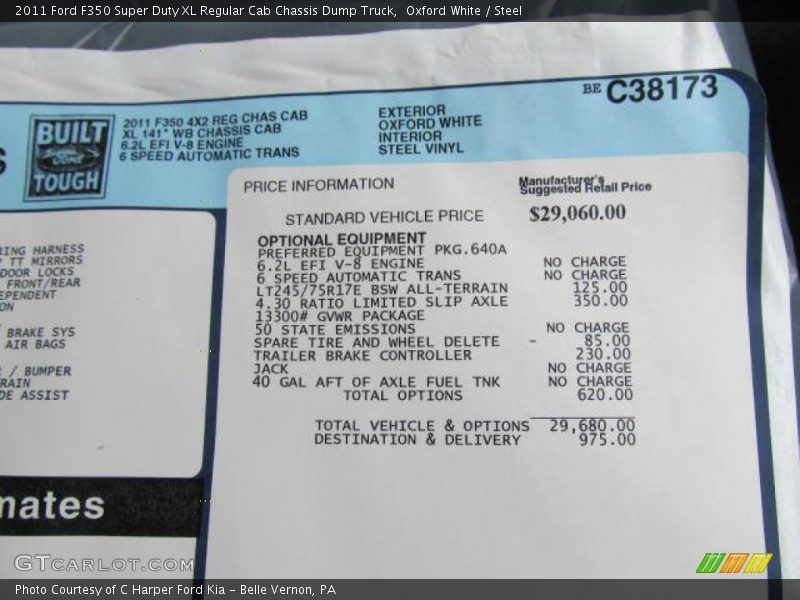 2011 Ford F350 Super Duty XL Regular Cab Chassis Dump Truck,  Oxford White / Steel
BE C38173
BUILT
Ford
TOUGH
2011 F350 4X2 REG CHAS CAB
XL 141" WB CHASSIS CAB
6.2L EFI V-8 ENGINE
6 SPEED AUTOMATIC TRANS
EXTERIOR
OXFORD WHITE
INTERIOR
STEEL VINYL
S
PRICE INFORMATION
Manufacturer's
Suggested Retail Price
STANDARD VEHICLE PRICE $29,060.00
OPTIONAL EQUIPMENT
PREFERRED EQUIPMENT PKG.640A
6.2L EFI V-8 ENGINE NO CHARGE
6 SPEED AUTOMATIC TRANS NO CHARGE
LT245/75R17E BSW ALL-TERRAIN 125.00
4.30 RATIO LIMITED SLIP AXLE 350.00
13300# GVWR PACKAGE
50 STATE EMISSIONS NO CHARGE
SPARE TIRE AND WHEEL DELETE - 85.00
TRAILER BRAKE CONTROLLER 230.00
JACK NO CHARGE
40 GAL AFT OF AXLE FUEL TNK NO CHARGE
TOTAL OPTIONS 620.00
TOTAL VEHICLE & OPTIONS 29,680.00
DESTINATION & DELIVERY 975.00
RING HARNESS
TT MIRRORS
DOOR LOCKS
FRONT/REAR
EPENDENT
ON
BRAKE SYS
AIR BAGS
/ BUMPER
RAIN
DE ASSIST
mates
GTCARLOT.COM
Photo Courtesy of C Harper Ford Kia - Belle Vernon, PA